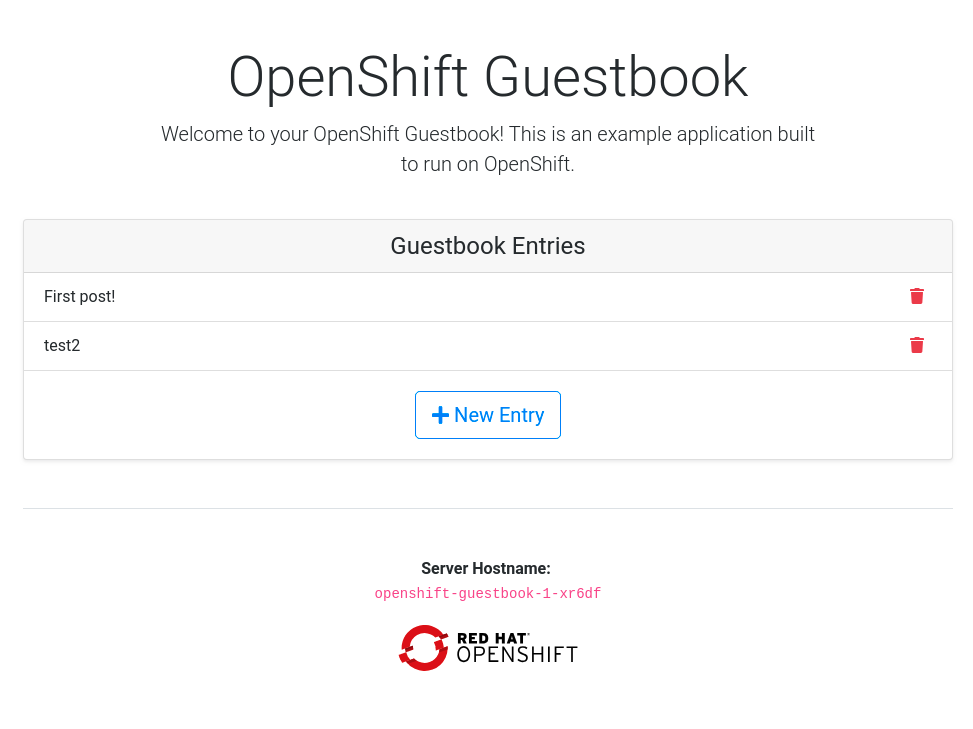 OpenShift Guestbook
Welcome to your OpenShift Guestbook! This is an example application built
to run on OpenShift.
Guestbook Entries
First post!
test2
New Entry
Server Hostname:
openshift-guestbook-1-xr6df
RED HAT
OPENSHIFT